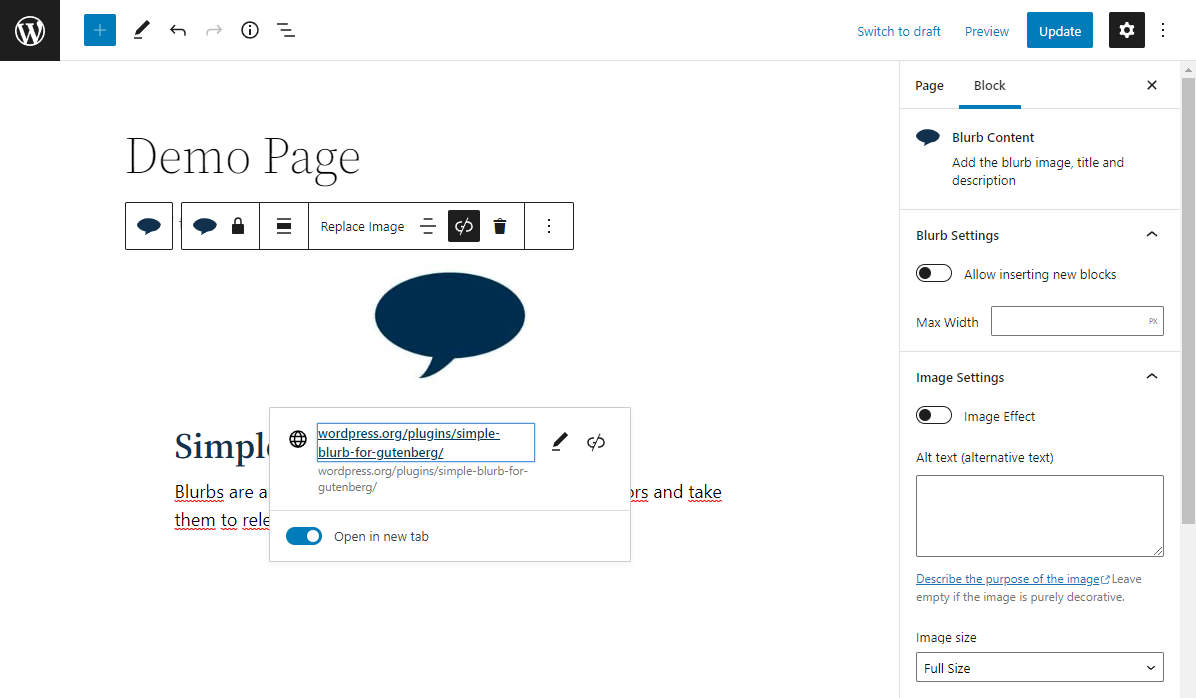 Switch to draft Preview Update
Page Block
Demo Page
Blurb Content
Add the blurb image, title and
description
Replace Image
Blurb Settings
Allow inserting new blocks
Max Width PX
Image Settings
Image Effect
Alt text (alternative text)
Simple
wordpress.org/plugins/simple-
blurb-for-gutenberg/
wordpress.org/plugins/simple-blurb-for-
gutenberg/
Blurbs are a ors and take
them to rele
Open in new tab
Describe the purpose of the image Leave
empty if the image is purely decorative.
Image size
Full Size